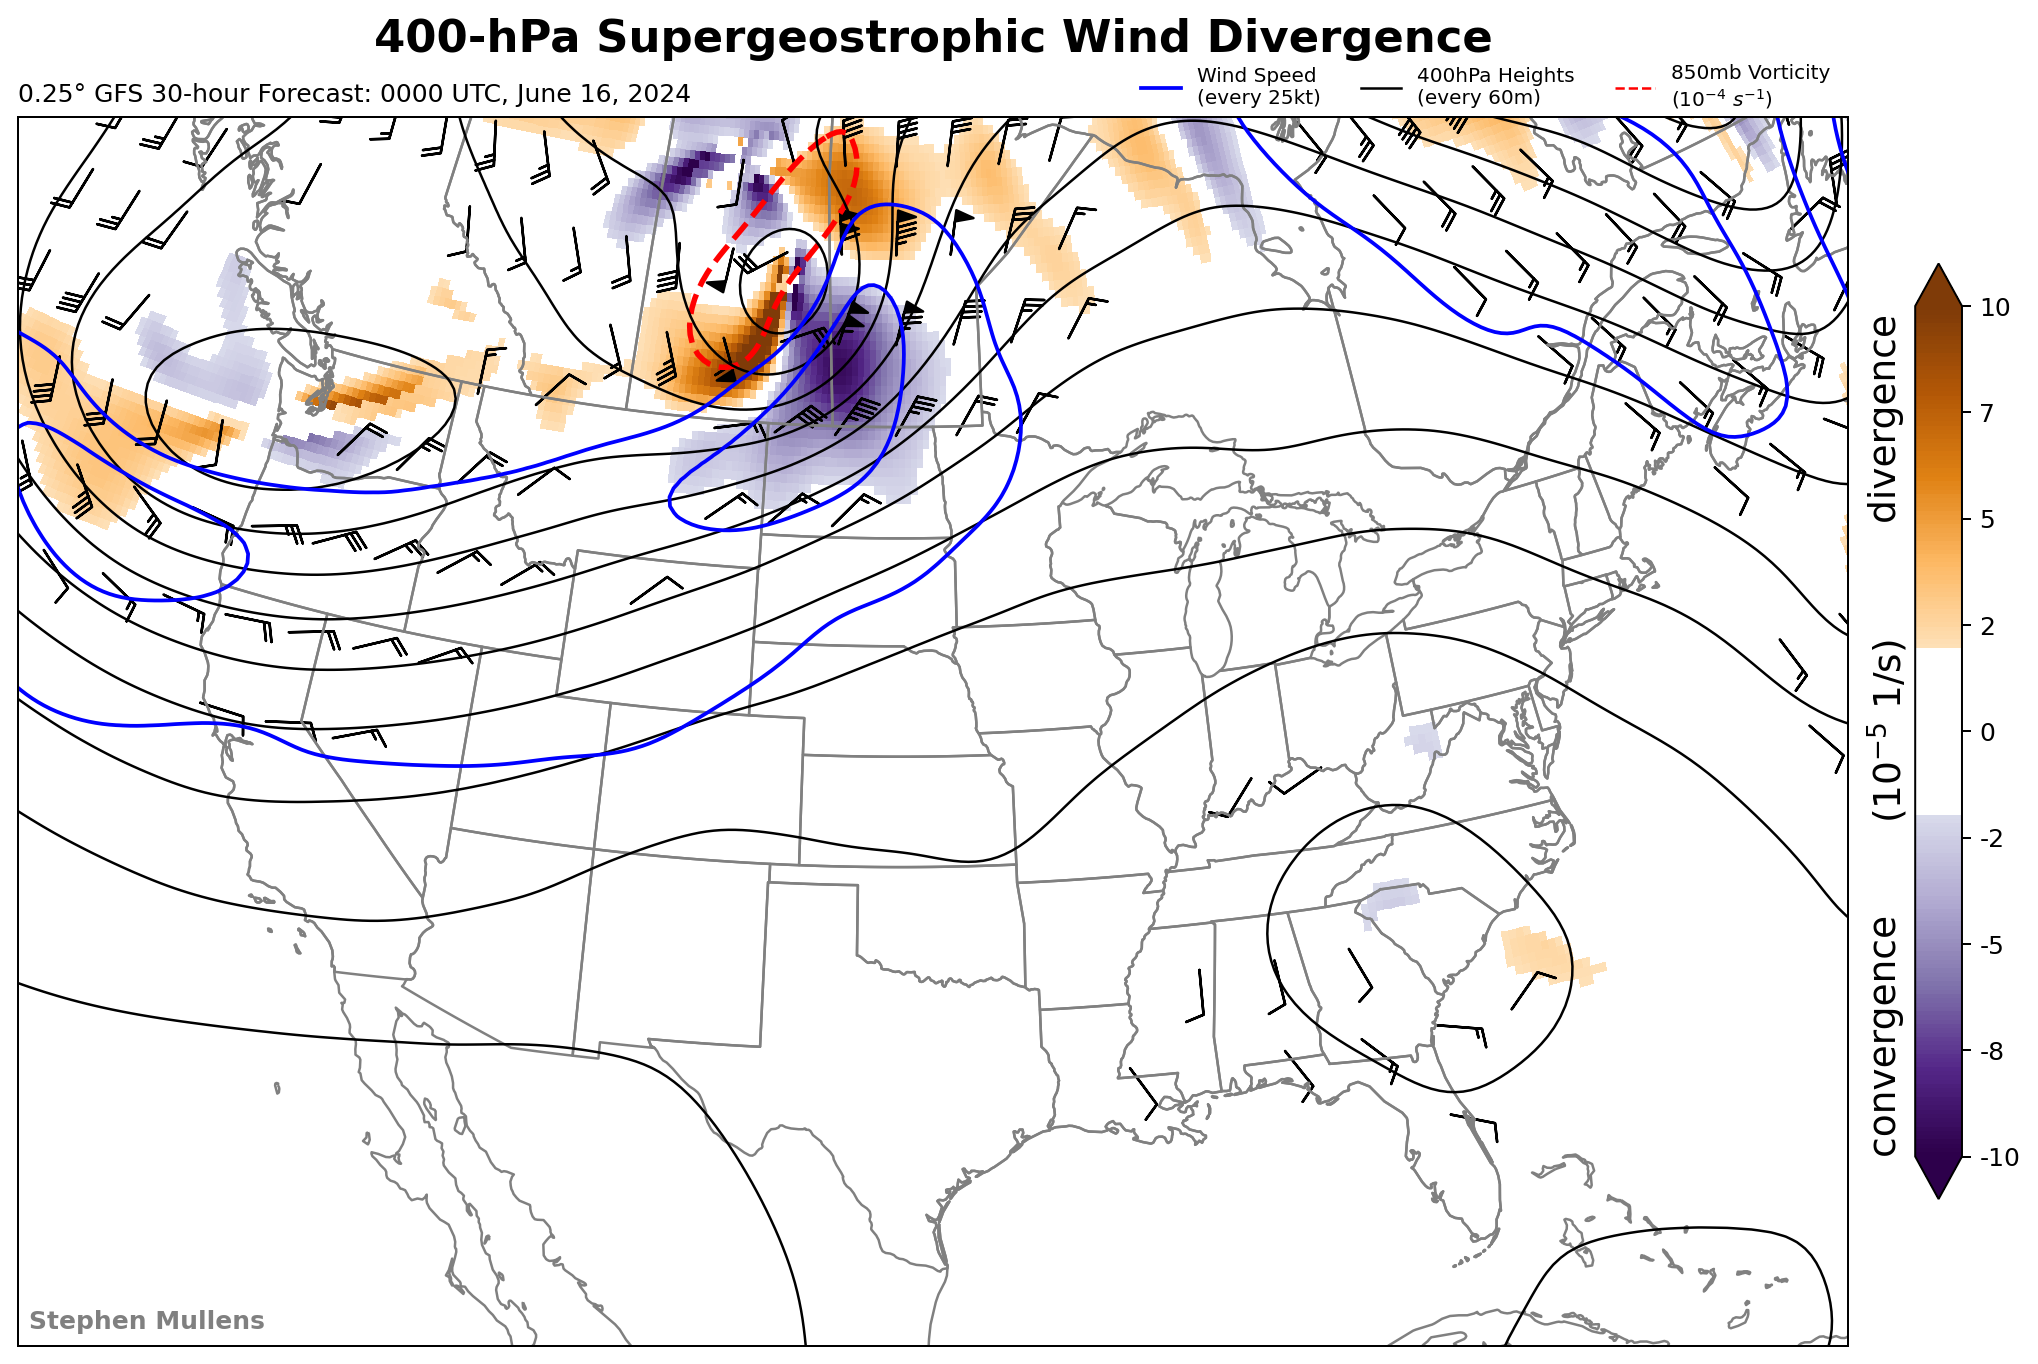 400-hPa Supergeostrophic Wind Divergence
0.25° GFS 30-hour Forecast: 0000 UTC, June 16, 2024
Wind Speed
(every 25kt)
400hPa Heights
(every 60m)
850mb Vorticity
(10⁻⁴ s⁻¹)
10
7
5
2
0
-2
-5
-8
-10
convergence (10⁻⁵ 1/s) divergence
Stephen Mullens